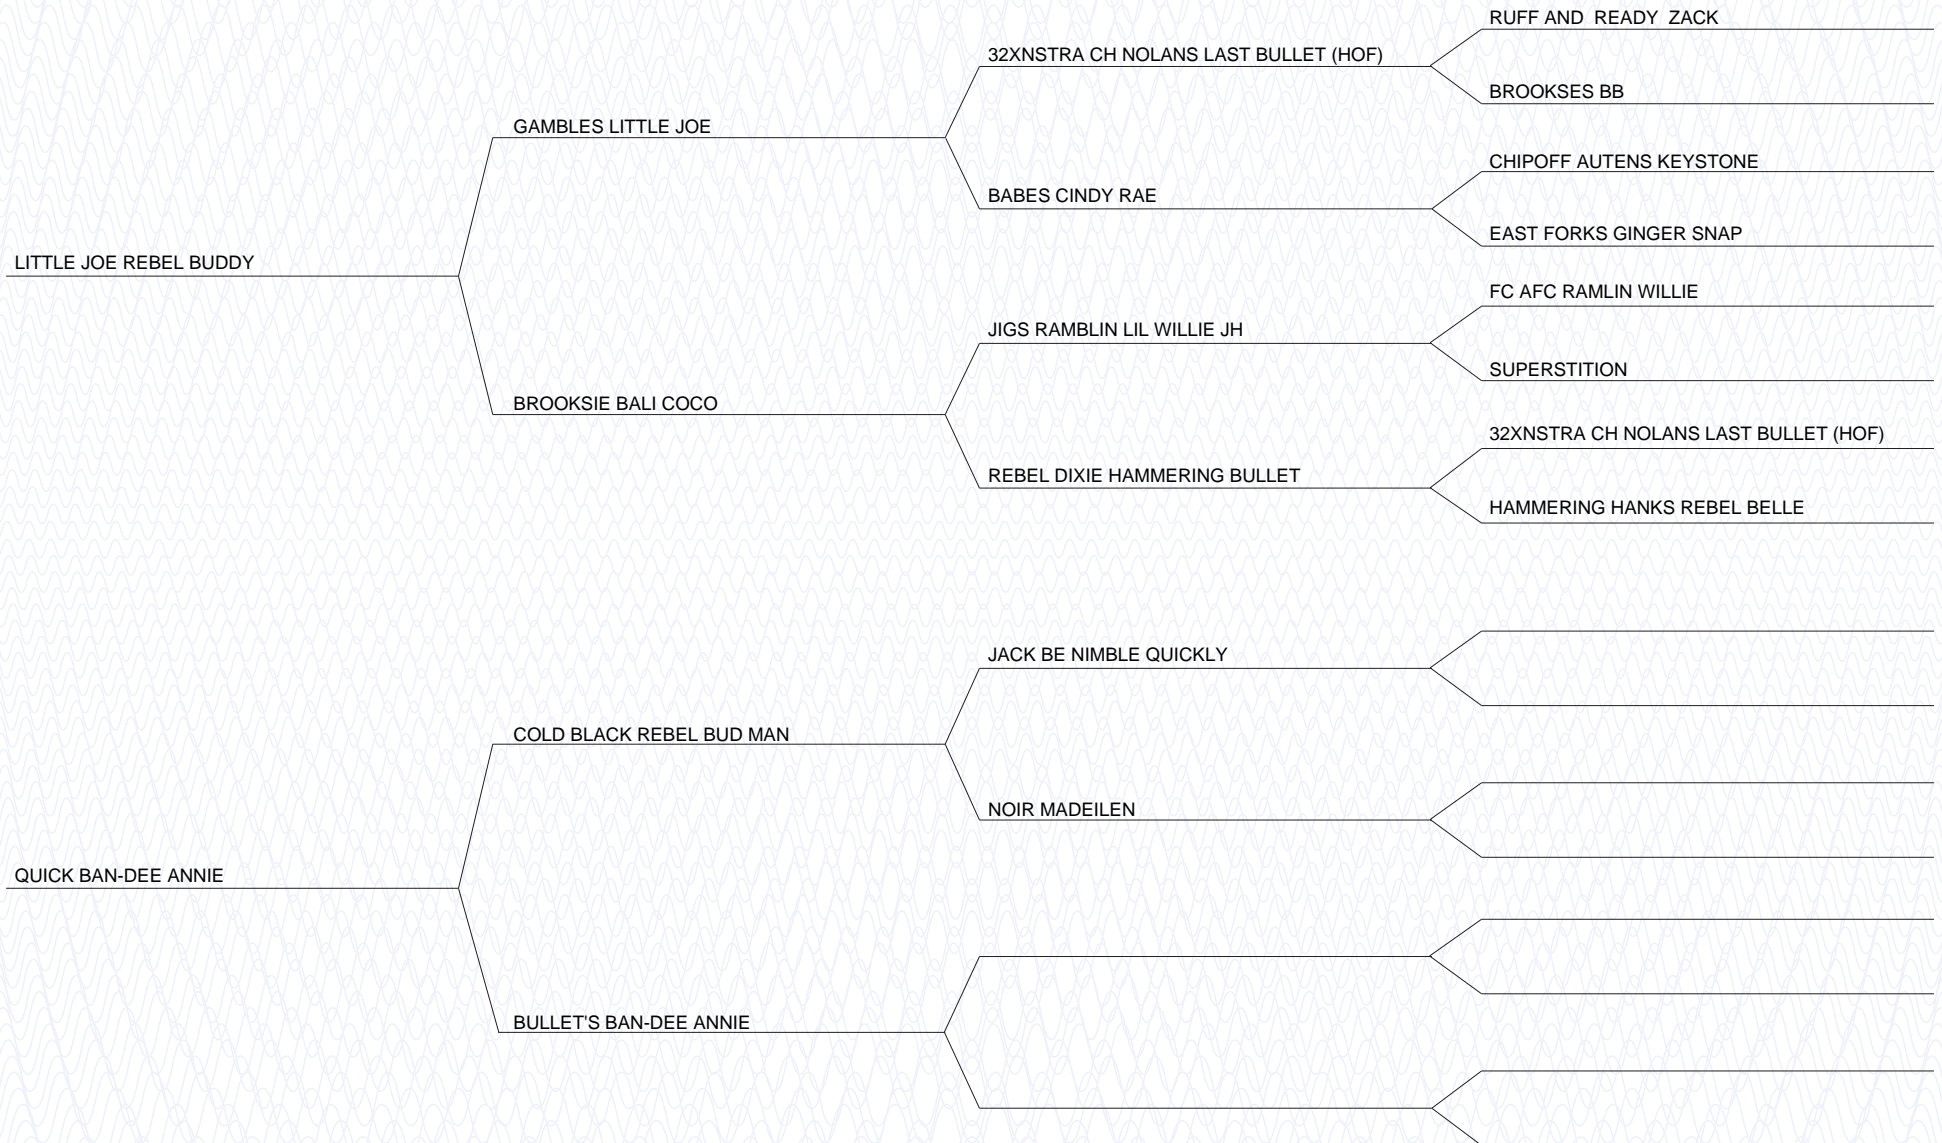 RUFF AND  READY  ZACK
32XNSTRA CH NOLANS LAST BULLET (HOF)
BROOKSES BB
GAMBLES LITTLE JOE
CHIPOFF AUTENS KEYSTONE
BABES CINDY RAE
EAST FORKS GINGER SNAP
LITTLE JOE REBEL BUDDY
FC AFC RAMLIN WILLIE
JIGS RAMBLIN LIL WILLIE JH
SUPERSTITION
BROOKSIE BALI COCO
32XNSTRA CH NOLANS LAST BULLET (HOF)
REBEL DIXIE HAMMERING BULLET
HAMMERING HANKS REBEL BELLE
JACK BE NIMBLE QUICKLY
COLD BLACK REBEL BUD MAN
NOIR MADEILEN
QUICK BAN-DEE ANNIE
BULLET'S BAN-DEE ANNIE